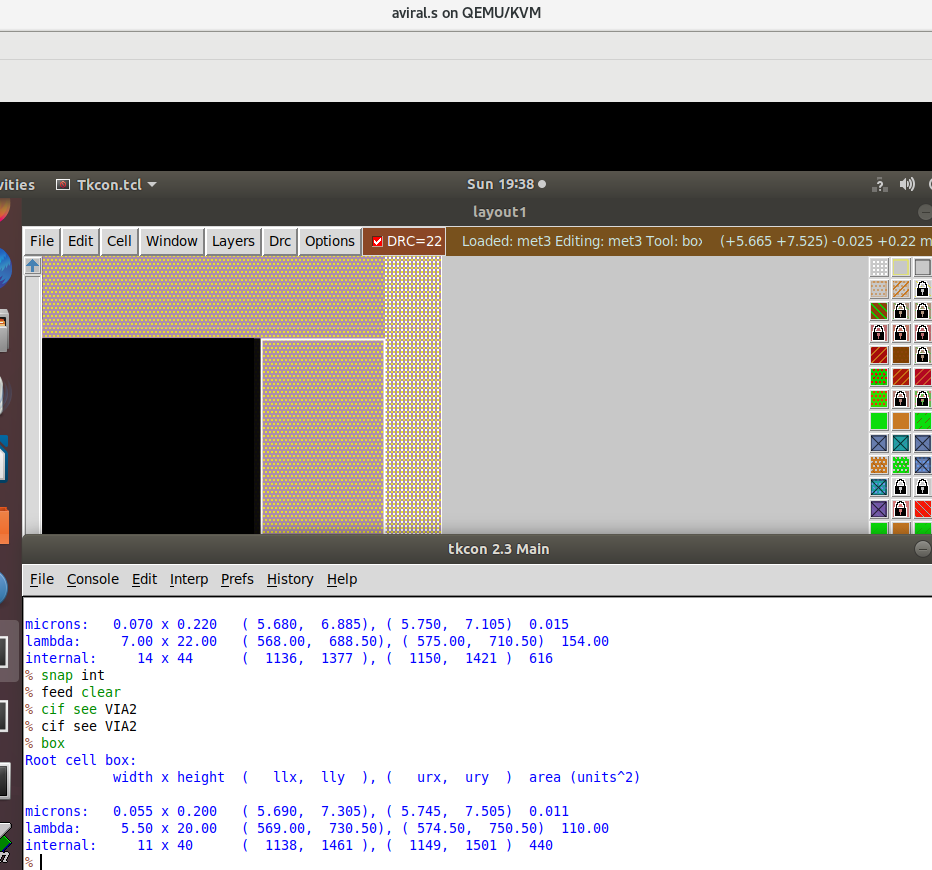 aviral.s on QEMU/KVM
vities Tkcon.tcl Sun 19:38
layout1
File Edit Cell Window Layers Drc Options DRC=22 Loaded: met3 Editing: met3 Tool: box (+5.665 +7.525) -0.025 +0.22 m
tkcon 2.3 Main
File Console Edit Interp Prefs History Help
microns: 0.070 x 0.220 ( 5.680, 6.885), ( 5.750, 7.105) 0.015
lambda: 7.00 x 22.00 ( 568.00, 688.50), ( 575.00, 710.50) 154.00
internal: 14 x 44 ( 1136, 1377 ), ( 1150, 1421 ) 616
% snap int
% feed clear
% cif see VIA2
% cif see VIA2
% box
Root cell box:
width x height ( llx, lly ), ( urx, ury ) area (units^2)
microns: 0.055 x 0.200 ( 5.690, 7.305), ( 5.745, 7.505) 0.011
lambda: 5.50 x 20.00 ( 569.00, 730.50), ( 574.50, 750.50) 110.00
internal: 11 x 40 ( 1138, 1461 ), ( 1149, 1501 ) 440
%